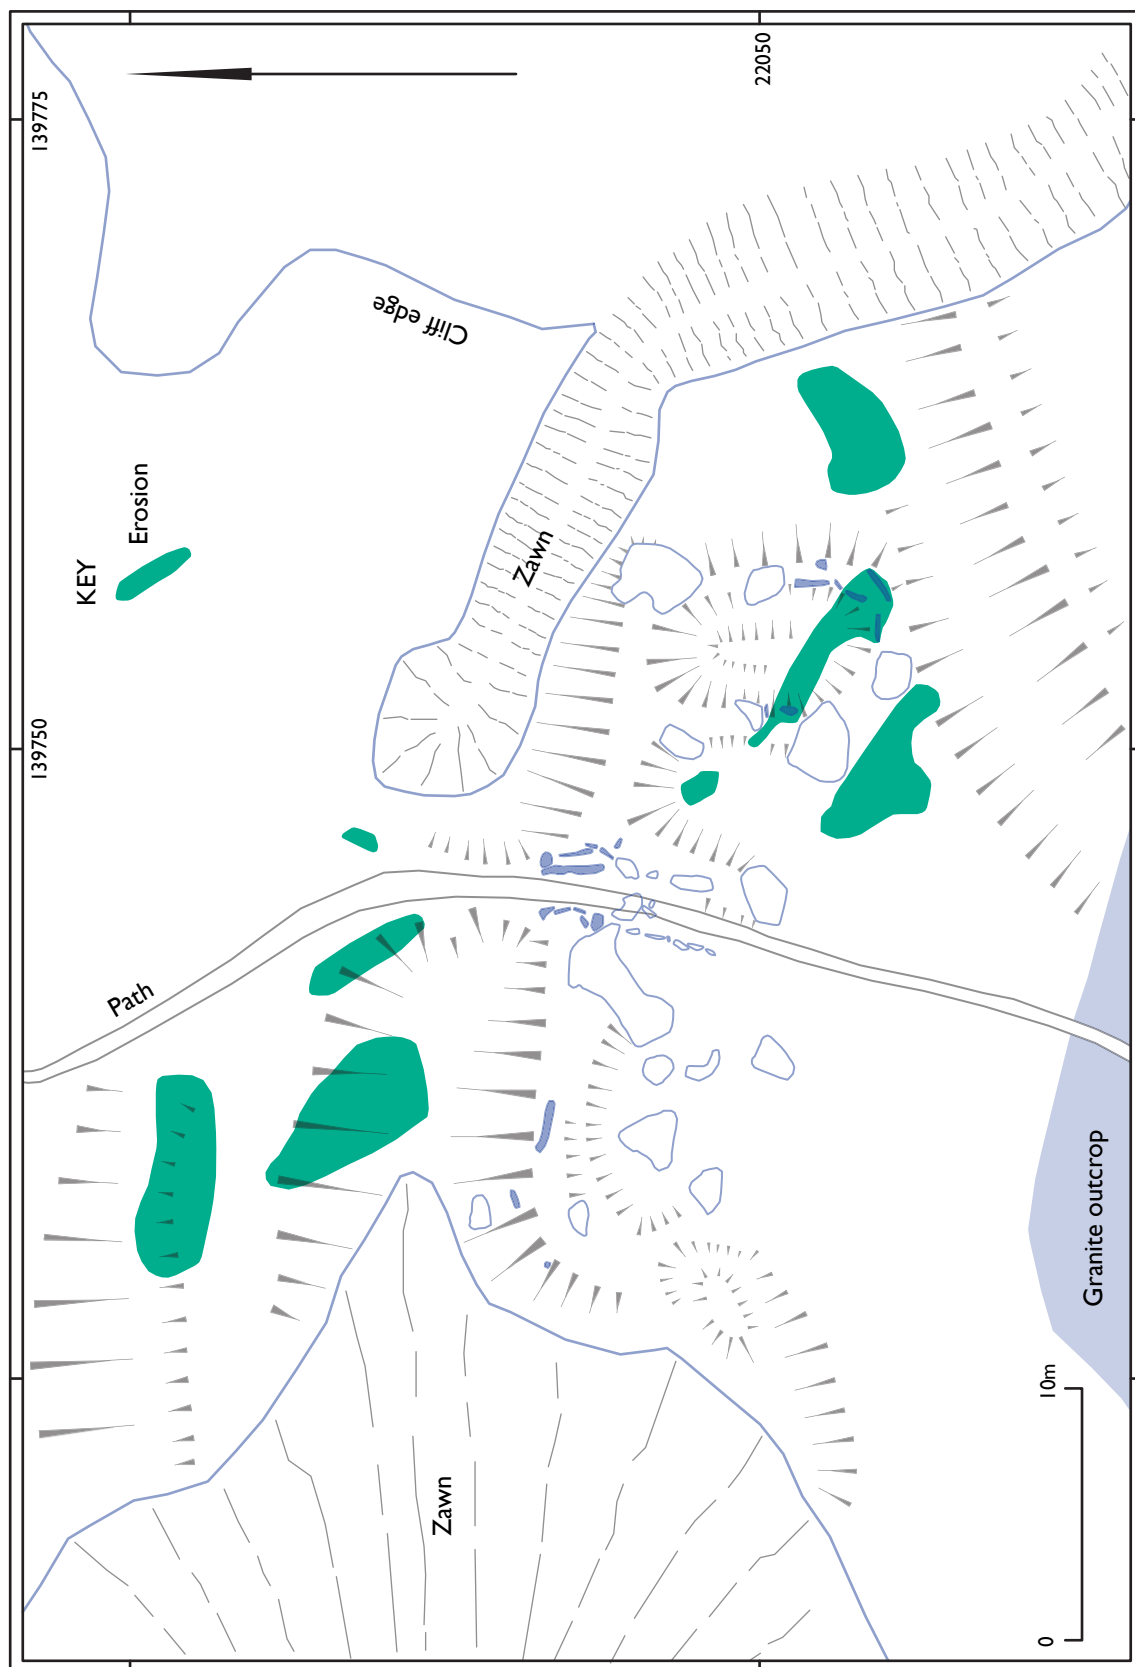 139775
22050
Cliff edge
KEY
Erosion
Zawn
139750
Path
Granite outcrop
Zawn
0
10m